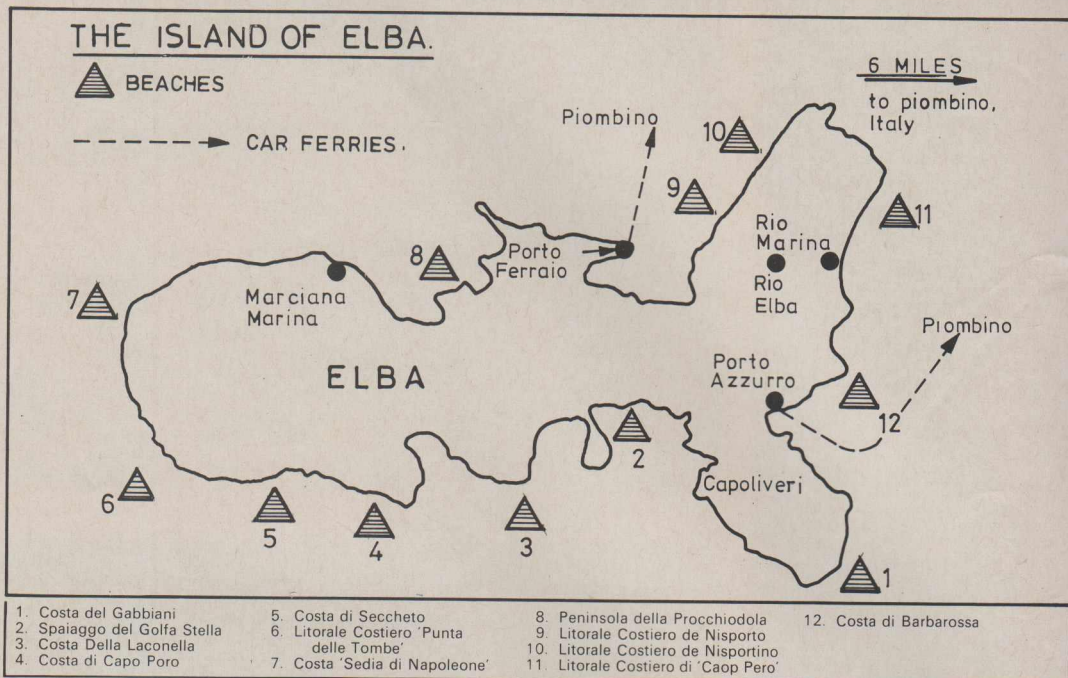 THE ISLAND OF ELBA.
BEACHES
CAR FERRIES.
6 MILES
to piombino,
Italy
Piombino
10
9
11
Rio
Marina
Porto
Ferraio
8
Rio
Elba
7
Marciana
Marina
Piombino
ELBA
Porto
Azzurro
12
2
Capoliveri
6
5
4
3
1
1. Costa del Gabbiani
2. Spaiaggo del Golfa Stella
3. Costa Della Laconella
4. Costa di Capo Poro
5. Costa di Seccheto
6. Litorale Costiero 'Punta
delle Tombe'
7. Costa 'Sedia di Napoleone'
8. Peninsola della Procchiodola
9. Litorale Costiero de Nisporto
10. Litorale Costiero de Nisportino
11. Litorale Costiero di 'Caop Pero'
12. Costa di Barbarossa